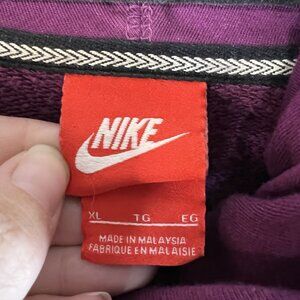 NIKE
XL TG EG
MADE IN MALAYSIA
FABRIQUE EN MALAISIE